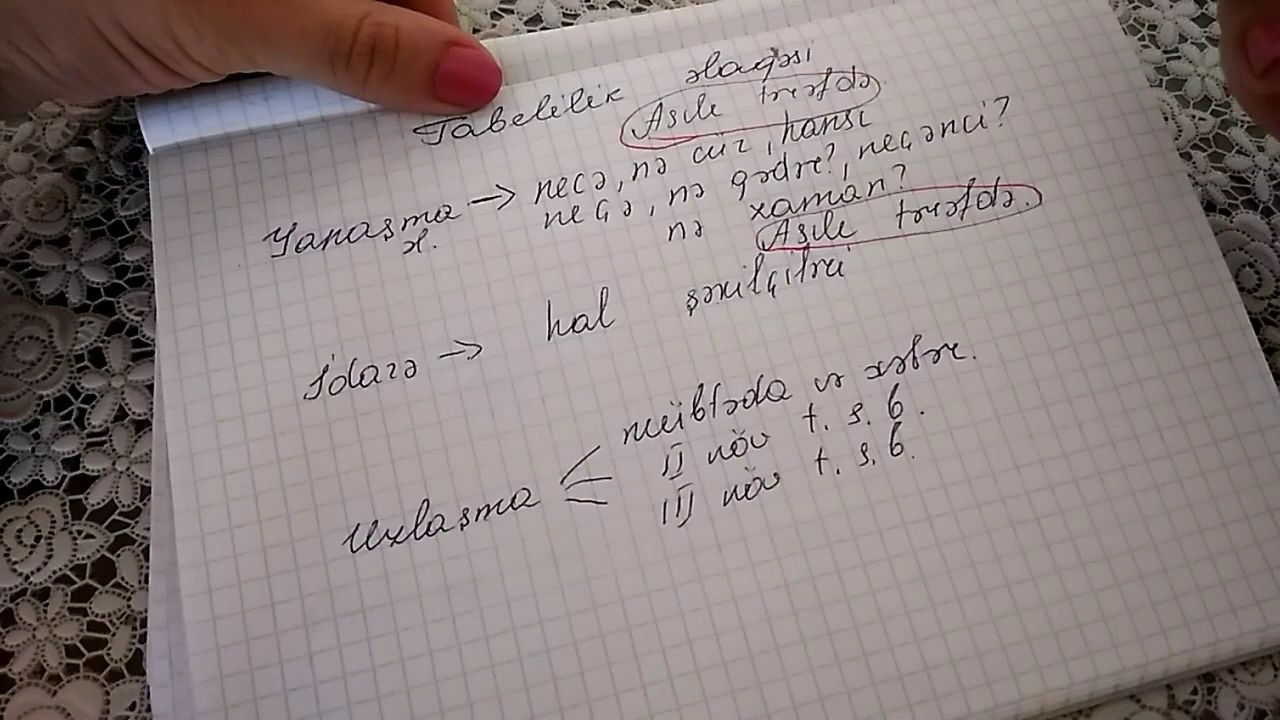 Tabelilik əlaqəsi
Asılı tərəfdə
Yanaşma → necə, nə cür, hansı
ə. neçə, nə qədər?, neçənci?
nə zaman?
Asılı tərəfdə.
İdarə → hal şəkilçiləri
Uzlaşma mübtəda və xəbər.
II növ t. s. b.
III növ t. s. b.